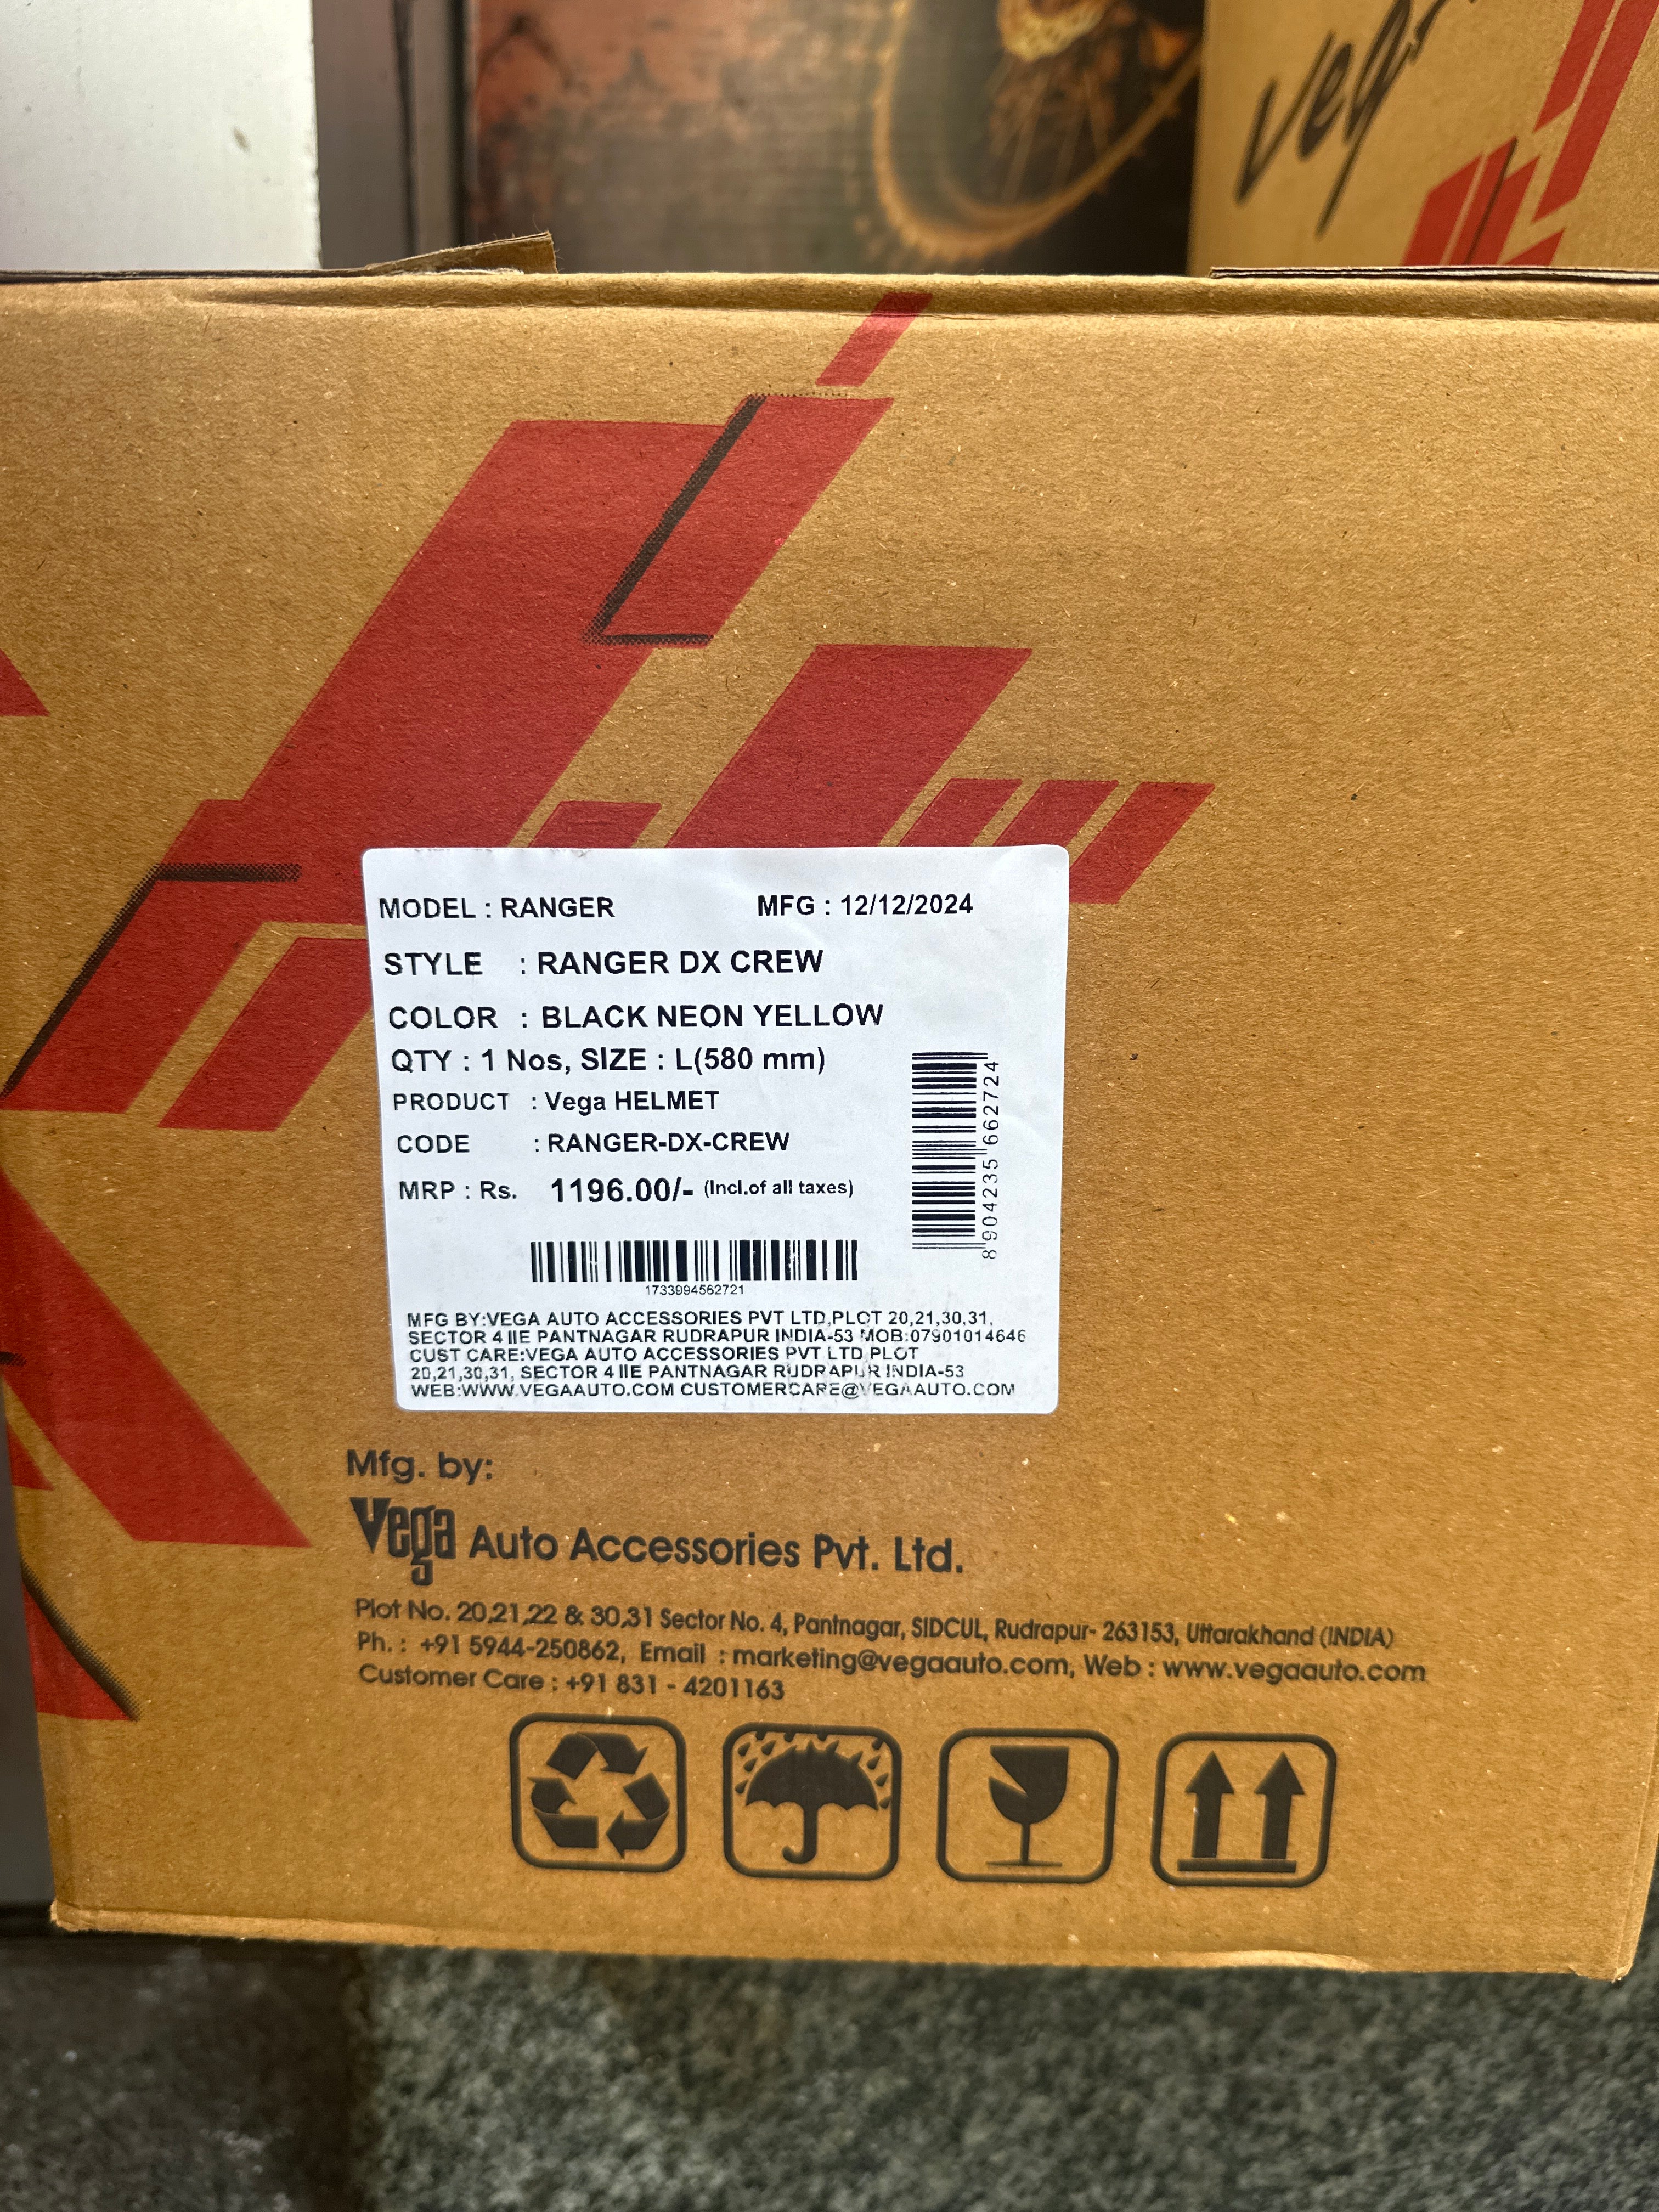 vega
MODEL : RANGER MFG : 12/12/2024
STYLE : RANGER DX CREW
COLOR : BLACK NEON YELLOW
QTY : 1 Nos, SIZE : L(580 mm)
PRODUCT : Vega HELMET
CODE : RANGER-DX-CREW
MRP : Rs. 1196.00/- (Incl.of all taxes)
8904235662724
1733994562721
MFG BY:VEGA AUTO ACCESSORIES PVT LTD,PLOT 20,21,30,31,
SECTOR 4 IIE PANTNAGAR RUDRAPUR INDIA-53 MOB:07901014646
CUST CARE:VEGA AUTO ACCESSORIES PVT LTD PLOT
20,21,30,31, SECTOR 4 IIE PANTNAGAR RUDRAPUR INDIA-53
WEB:WWW.VEGAAUTO.COM CUSTOMERCARE@VEGAAUTO.COM
Mfg. by:
Vega Auto Accessories Pvt. Ltd.
Plot No. 20,21,22 & 30,31 Sector No. 4, Pantnagar, SIDCUL, Rudrapur- 263153, Uttarakhand (INDIA)
Ph. : +91 5944-250862, Email : marketing@vegaauto.com, Web : www.vegaauto.com
Customer Care : +91 831 - 4201163